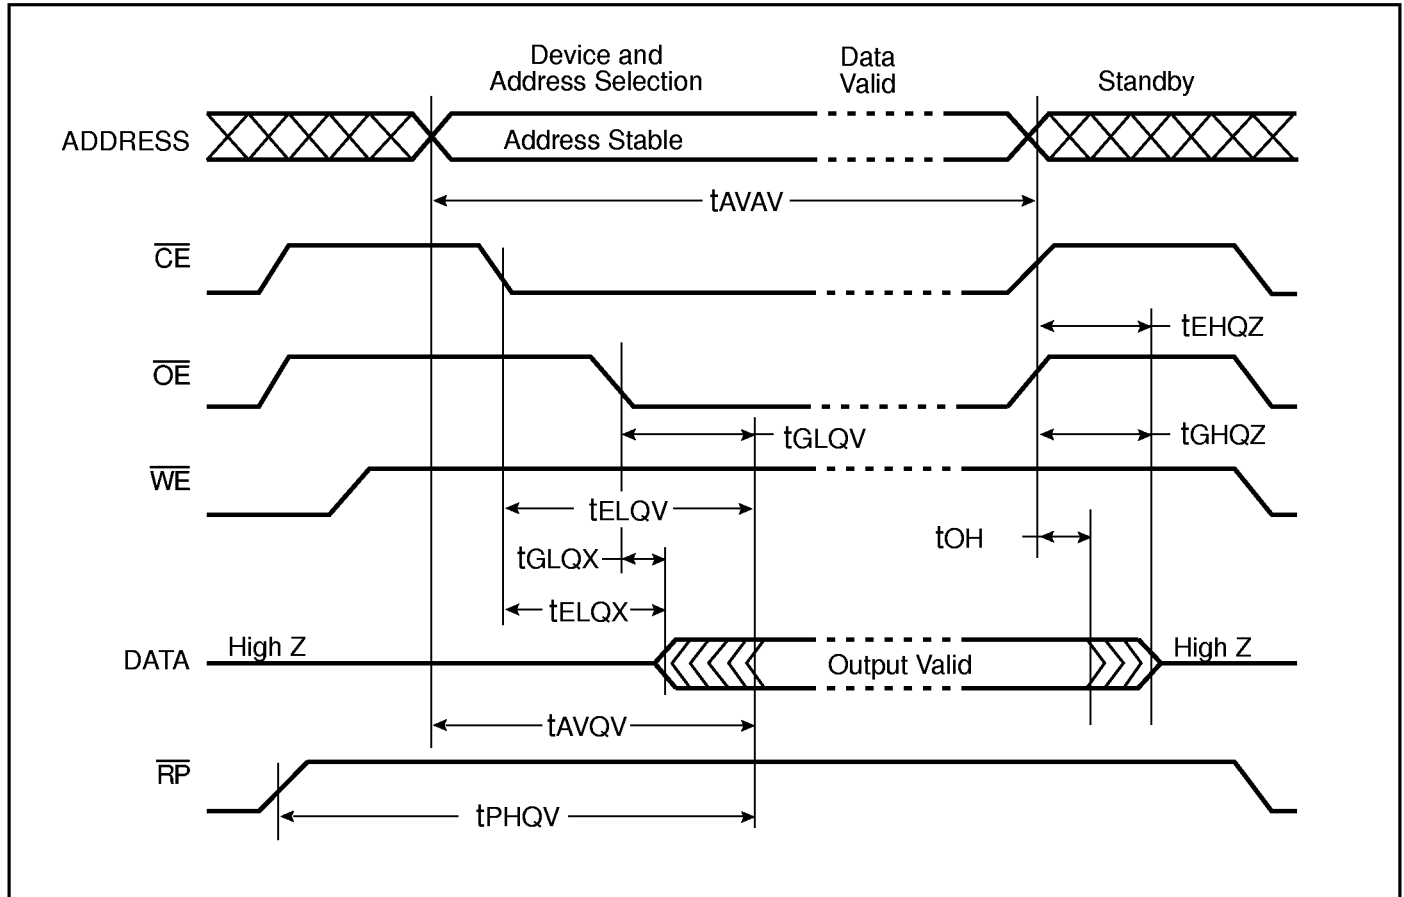 Device and
Address Selection
Data
Valid
Standby
ADDRESS
Address Stable
tAVAV
CE
tEHQZ
OE
tGLQV
tGHQZ
WE
tELQV
tOH
tGLQX
tELQX
DATA
High Z
Output Valid
High Z
tAVQV
RP
tPHQV